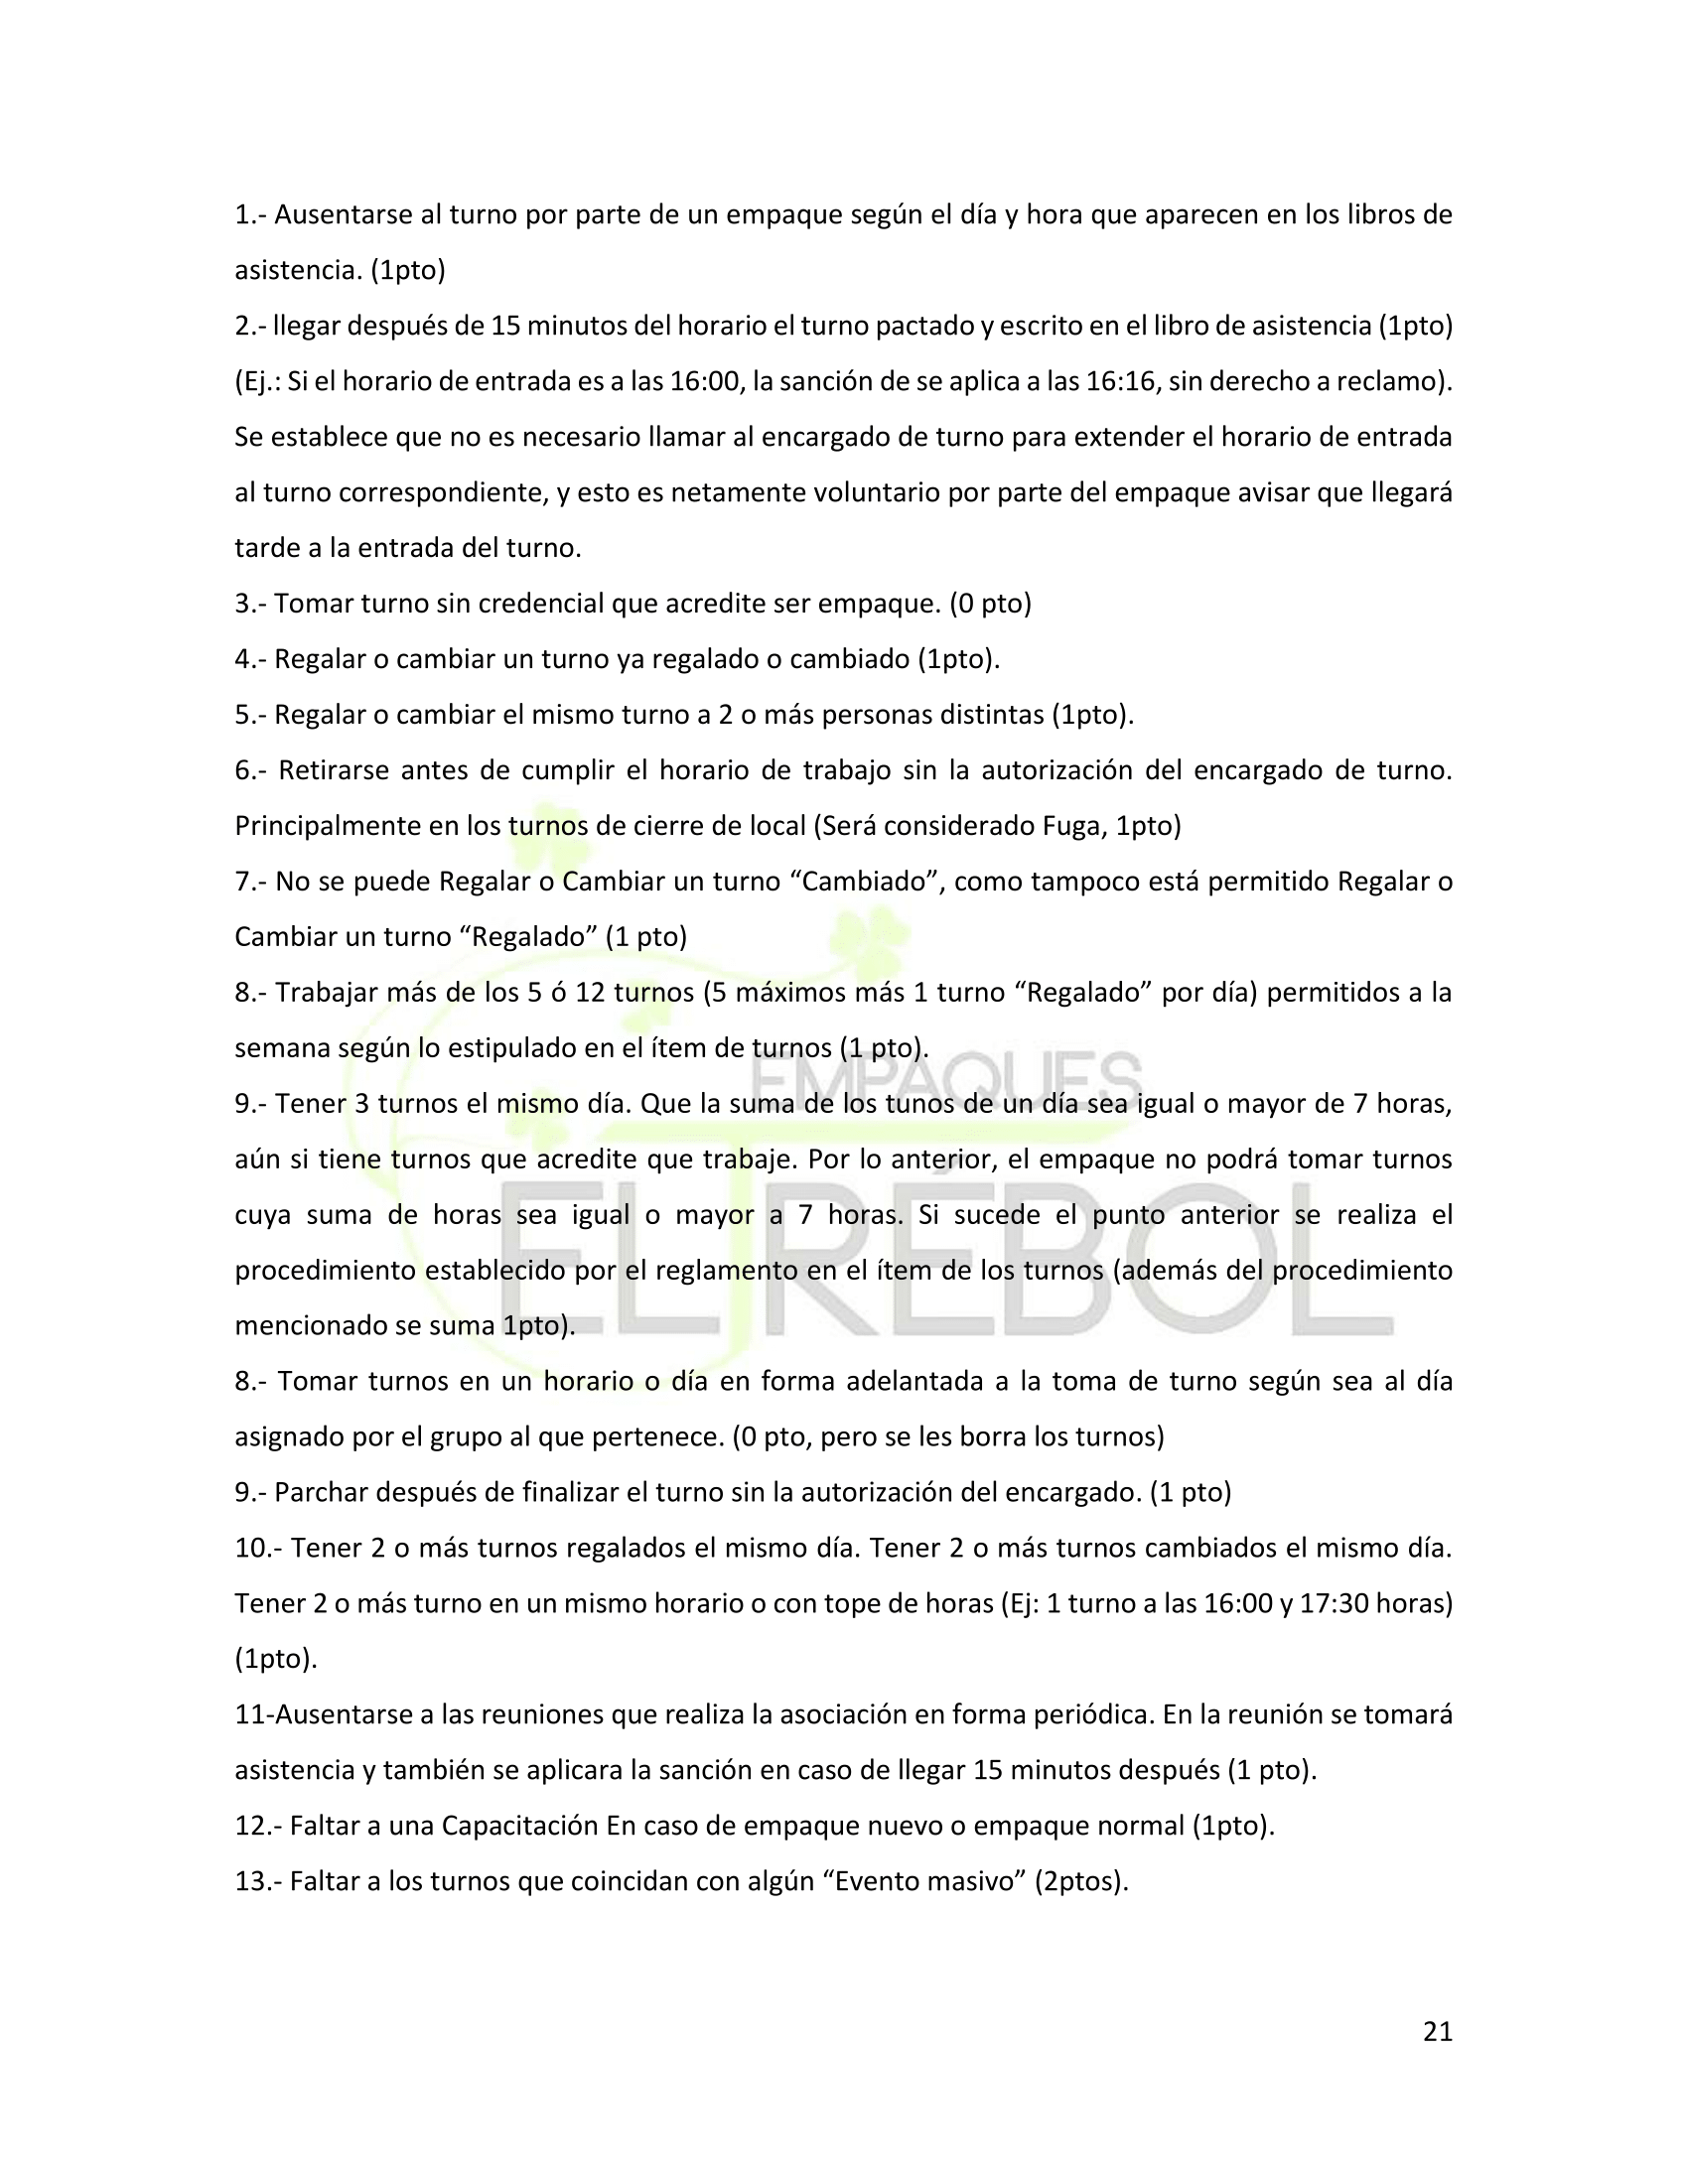 1.- Ausentarse al turno por parte de un empaque según el día y hora que aparecen en los libros de
asistencia. (1pto)
2.- llegar después de 15 minutos del horario el turno pactado y escrito en el libro de asistencia (1pto)
(Ej.: Si el horario de entrada es a las 16:00, la sanción de se aplica a las 16:16, sin derecho a reclamo).
Se establece que no es necesario llamar al encargado de turno para extender el horario de entrada
al turno correspondiente, y esto es netamente voluntario por parte del empaque avisar que llegará
tarde a la entrada del turno.
3.- Tomar turno sin credencial que acredite ser empaque. (0 pto)
4.- Regalar o cambiar un turno ya regalado o cambiado (1pto).
5.- Regalar o cambiar el mismo turno a 2 o más personas distintas (1pto).
6.- Retirarse antes de cumplir el horario de trabajo sin la autorización del encargado de turno.
Principalmente en los turnos de cierre de local (Será considerado Fuga, 1pto)
7.- No se puede Regalar o Cambiar un turno “Cambiado”, como tampoco está permitido Regalar o
Cambiar un turno “Regalado” (1 pto)
8.- Trabajar más de los 5 ó 12 turnos (5 máximos más 1 turno “Regalado” por día) permitidos a la
semana según lo estipulado en el ítem de turnos (1 pto).
EMPAQUES
9.- Tener 3 turnos el mismo día. Que la suma de los tunos de un día sea igual o mayor de 7 horas,
aún si tiene turnos que acredite que trabaje. Por lo anterior, el empaque no podrá tomar turnos
cuya suma de horas sea igual o mayor a 7 horas. Si sucede el punto anterior se realiza el
EL TRÉBOL
procedimiento establecido por el reglamento en el ítem de los turnos (además del procedimiento
mencionado se suma 1pto).
8.- Tomar turnos en un horario o día en forma adelantada a la toma de turno según sea al día
asignado por el grupo al que pertenece. (0 pto, pero se les borra los turnos)
9.- Parchar después de finalizar el turno sin la autorización del encargado. (1 pto)
10.- Tener 2 o más turnos regalados el mismo día. Tener 2 o más turnos cambiados el mismo día.
Tener 2 o más turno en un mismo horario o con tope de horas (Ej: 1 turno a las 16:00 y 17:30 horas)
(1pto).
11-Ausentarse a las reuniones que realiza la asociación en forma periódica. En la reunión se tomará
asistencia y también se aplicara la sanción en caso de llegar 15 minutos después (1 pto).
12.- Faltar a una Capacitación En caso de empaque nuevo o empaque normal (1pto).
13.- Faltar a los turnos que coincidan con algún “Evento masivo” (2ptos).
21